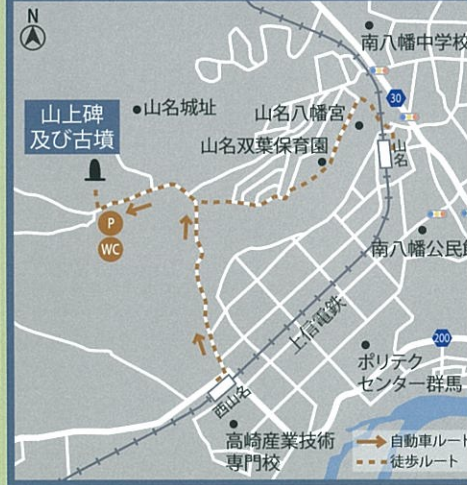 N
南八幡中学校
30
山上碑
及び古墳
山名城址
山名八幡宮
山名双葉保育園
山名
P
WC
南八幡公民館
上信電鉄
200
ポリテク
センター群馬
西山名
高崎産業技術
専門校
自動車ルート
徒歩ルート